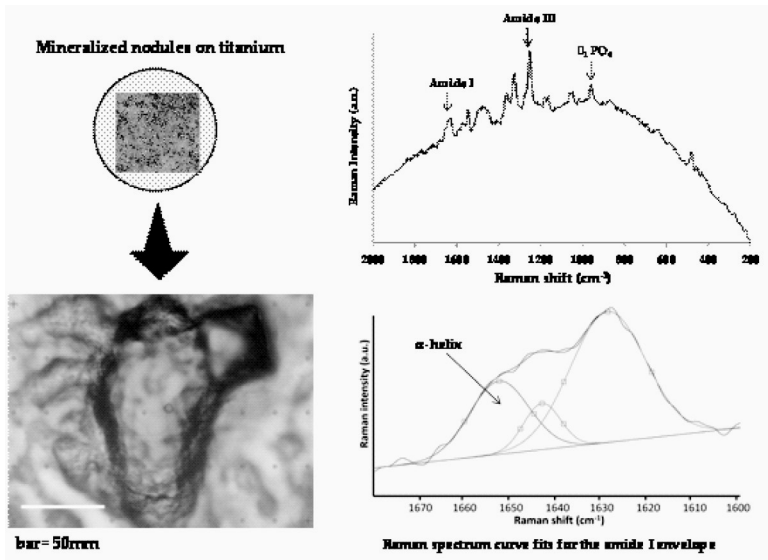 Mineralized nodules on titanium
bar= 50mm
Amide III
Amide I
▯₁ PO₄
Raman Intensity (a.u.)
2000 1800 1600 1400 1200 1000 800 600 400 200
Raman shift (cm⁻¹)
α-helix
Raman intensity (a.u.)
1670 1660 1650 1640 1630 1620 1610 1600
Raman shift (cm⁻¹)
Raman spectrum curve fits for the amide I envelope